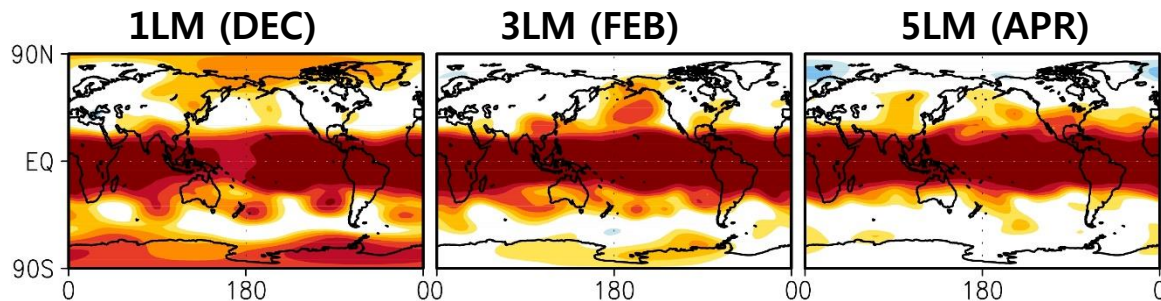 1LM (DEC) 3LM (FEB) 5LM (APR)
90N
EQ
90S
0 180 00 180 00 180 0